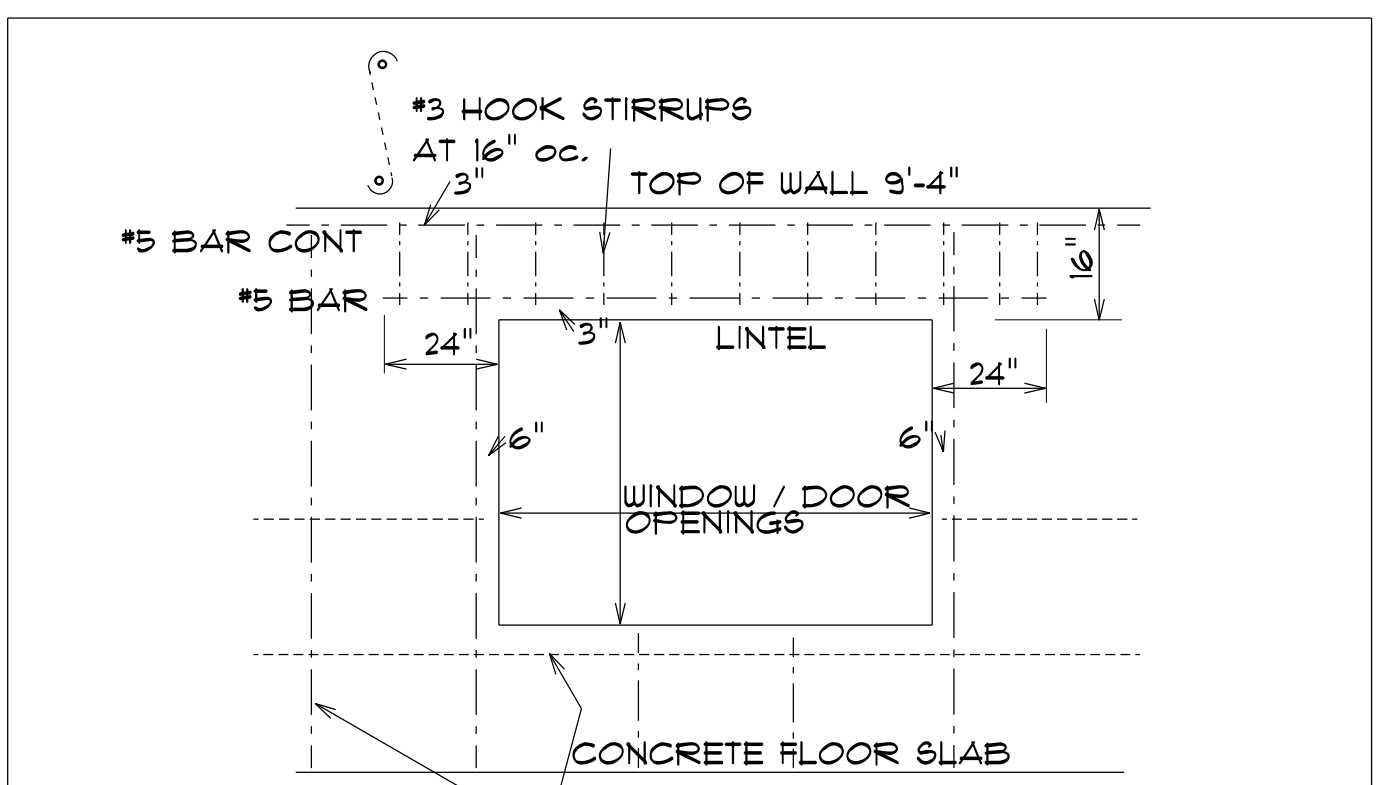 #3 HOOK STIRRUPS
AT 16" OC.
3"
TOP OF WALL 9'-4"
#5 BAR CONT
16"
#5 BAR
3"
LINTEL
24"
24"
6"
6"
WINDOW / DOOR
OPENINGS
CONCRETE FLOOR SLAB